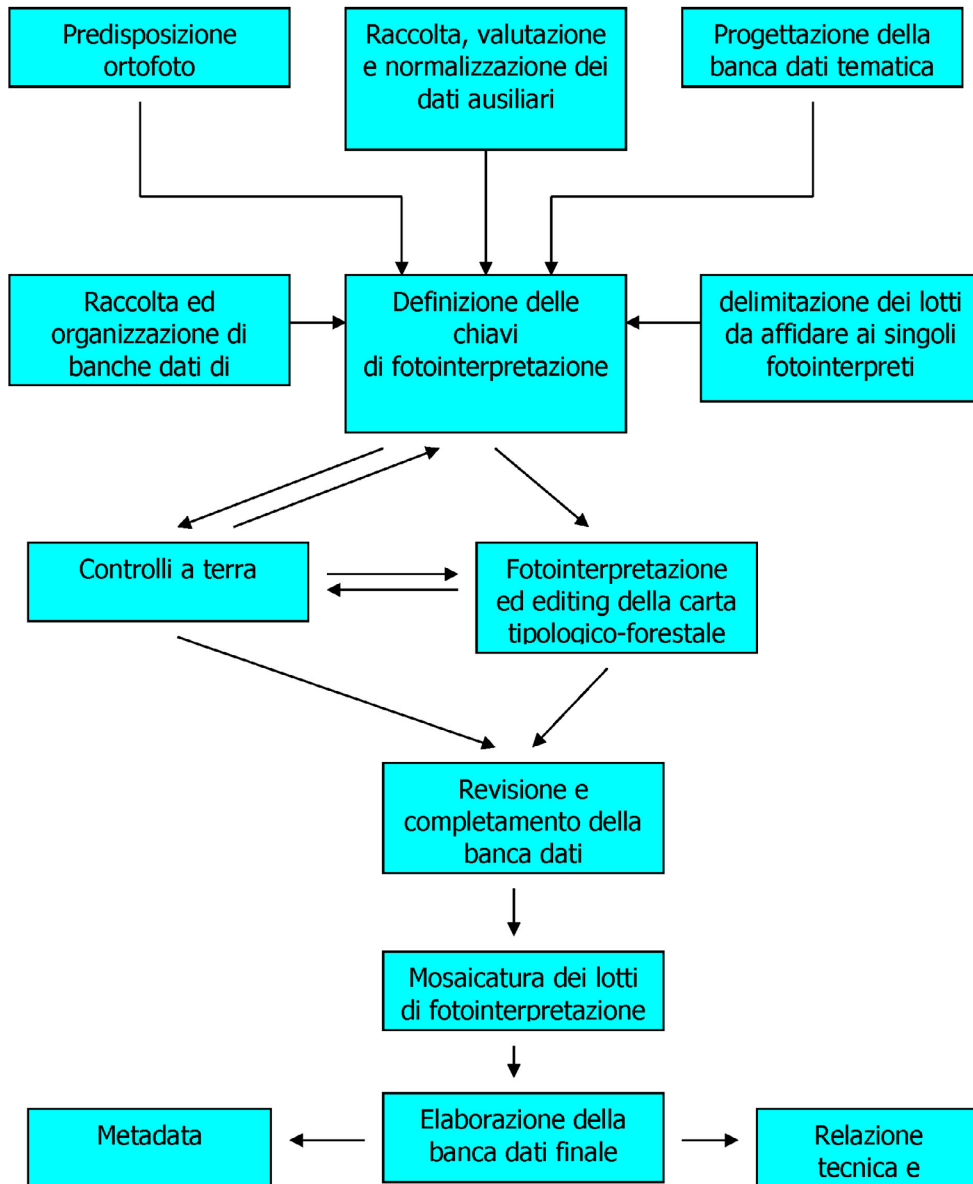 Predisposizione
ortofoto
Raccolta, valutazione
e normalizzazione dei
dati ausiliari
Progettazione della
banca dati tematica
Raccolta ed
organizzazione di
banche dati di
Definizione delle
chiavi
di fotointerpretazione
delimitazione dei lotti
da affidare ai singoli
fotointerpreti
Controlli a terra
Fotointerpretazione
ed editing della carta
tipologico-forestale
Revisione e
completamento della
banca dati
Mosaicatura dei lotti
di fotointerpretazione
Metadata
Elaborazione della
banca dati finale
Relazione
tecnica e